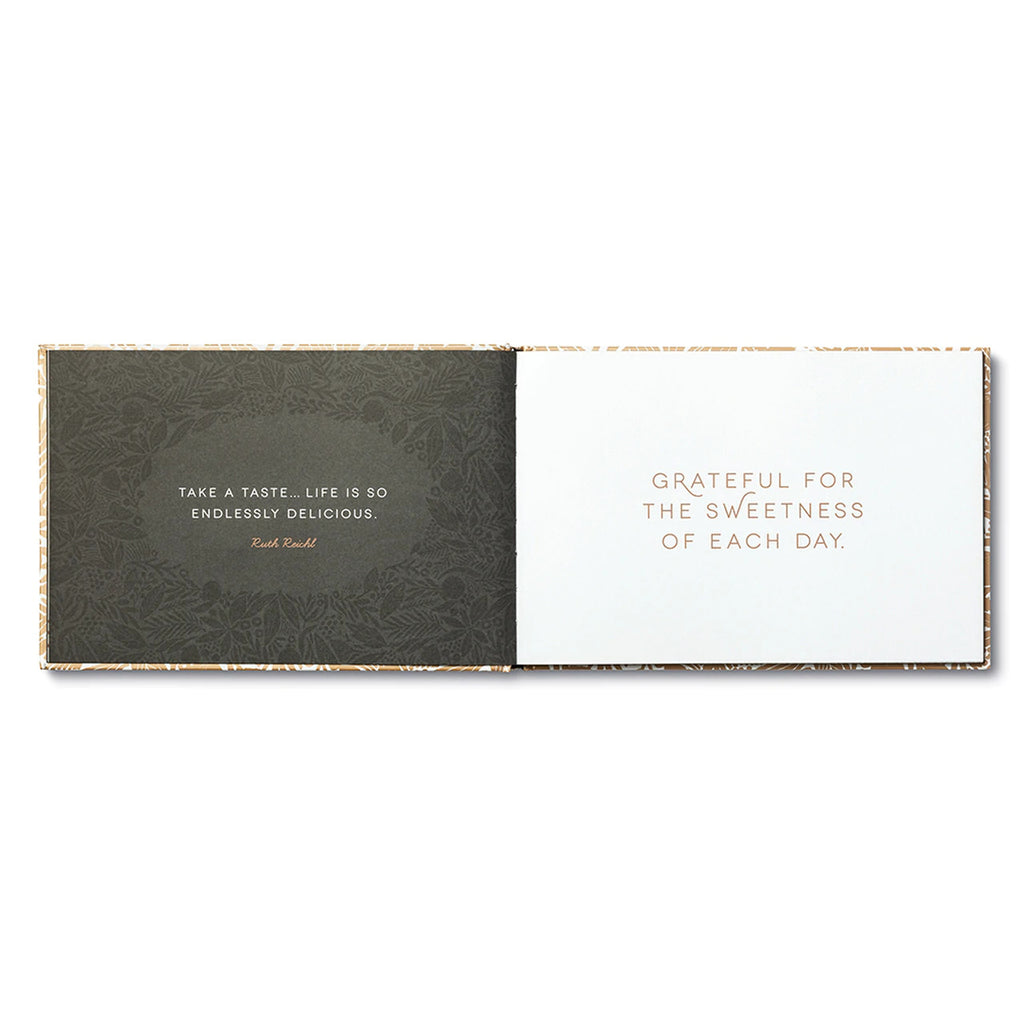 TAKE A TASTE... LIFE IS SO
ENDLESSLY DELICIOUS.
Ruth Reichl
GRATEFUL FOR
THE SWEETNESS
OF EACH DAY.